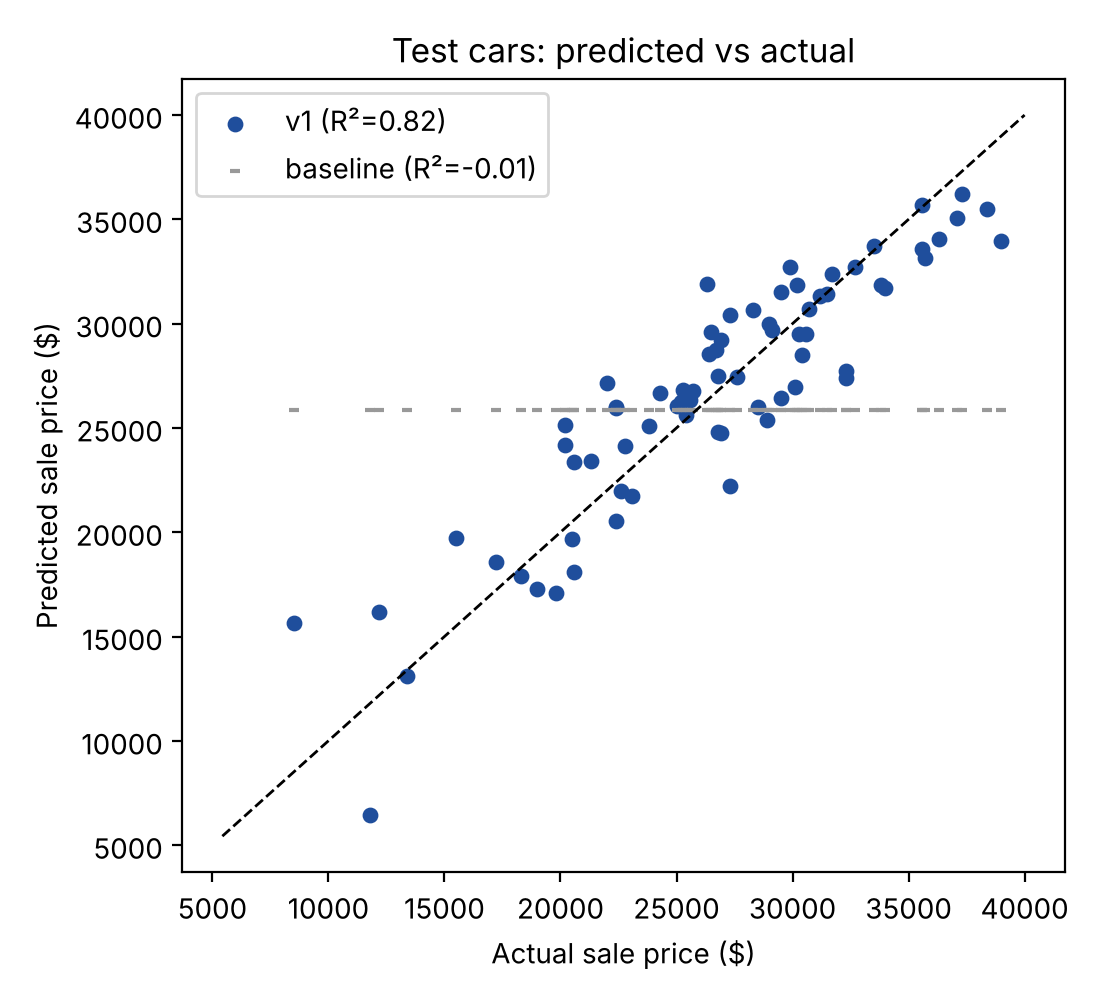 Test cars: predicted vs actual
v1 (R²=0.82)
baseline (R²=-0.01)
Predicted sale price ($)
40000
35000
30000
25000
20000
15000
10000
5000
5000 10000 15000 20000 25000 30000 35000 40000
Actual sale price ($)